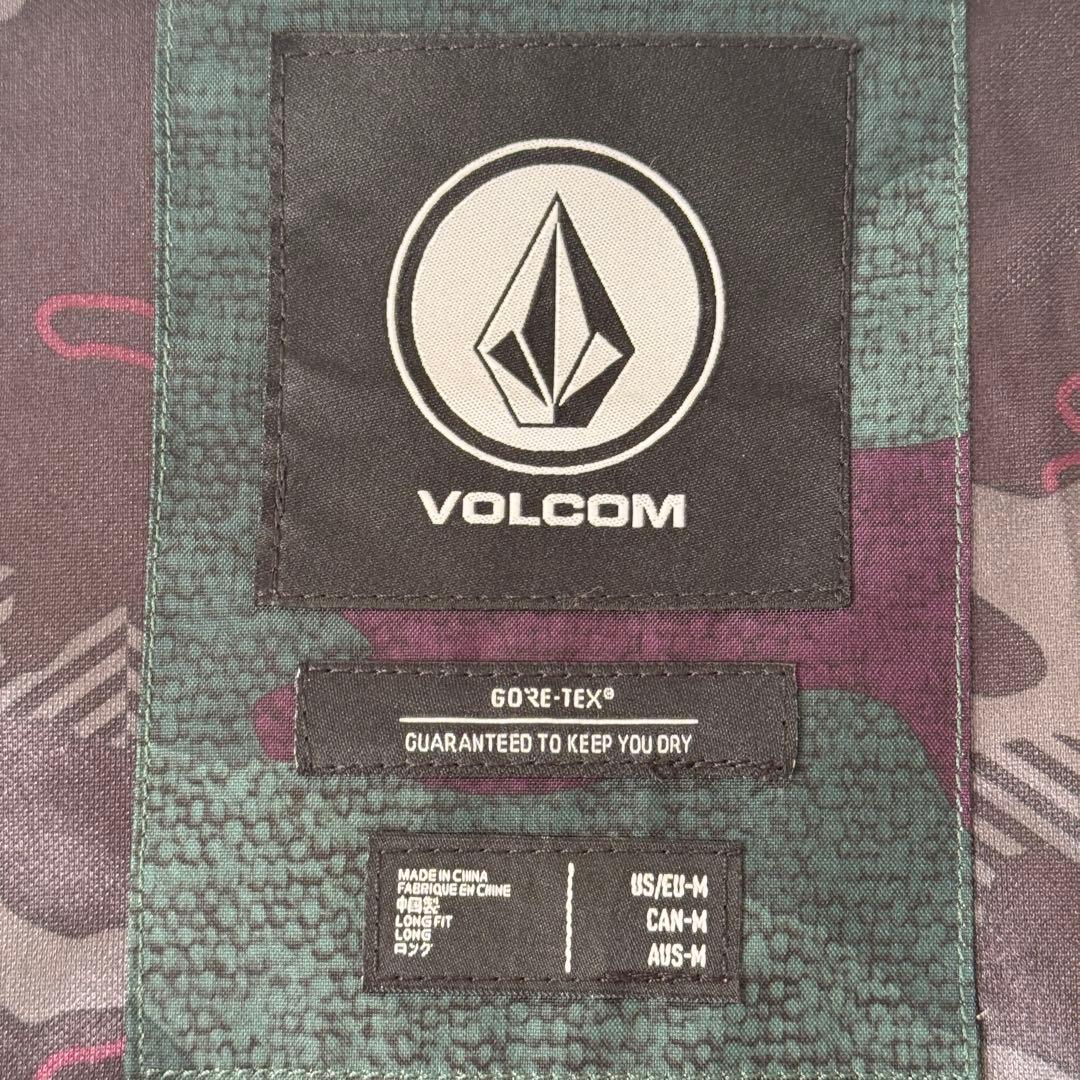 VOLCOM
GORE-TEX®
GUARANTEED TO KEEP YOU DRY
MADE IN CHINA
FABRIQUE EN CHINE
中国製
LONG FIT
LONG
ロング
US/EU-M
CAN-M
AUS-M